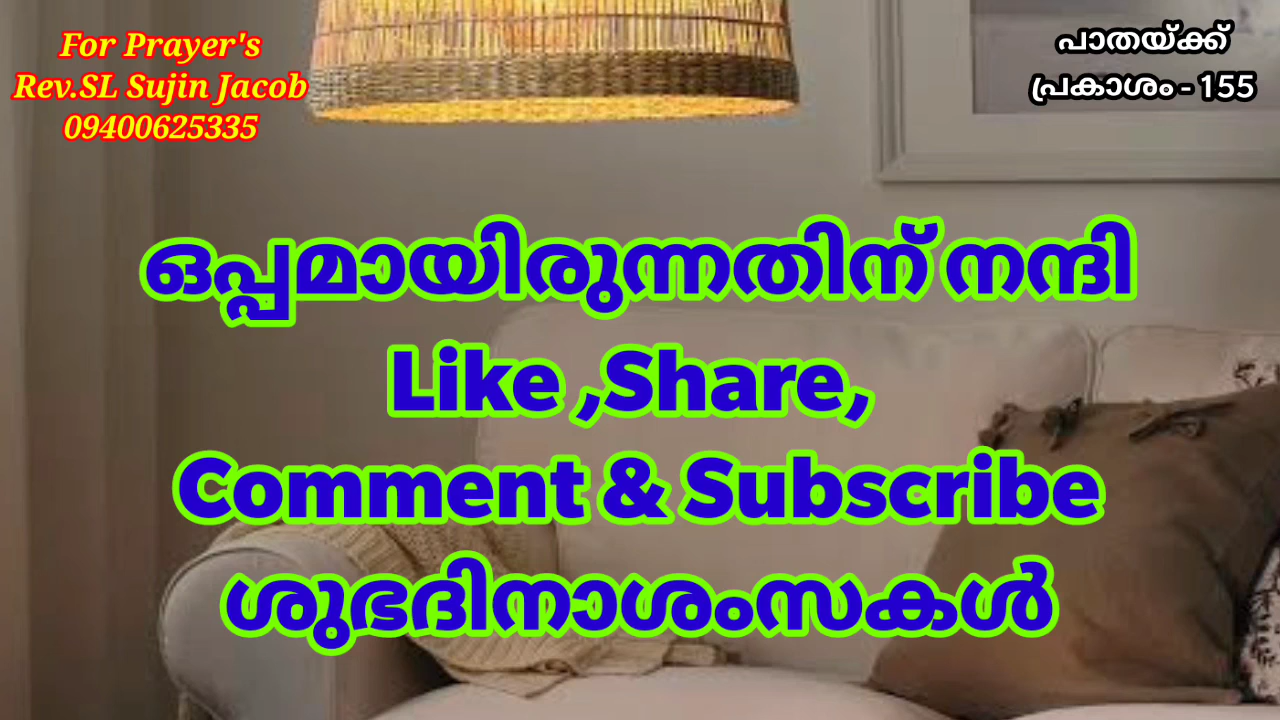 For Prayer's
Rev.SL Sujin Jacob
09400625335
പാതയ്ക്ക്
പ്രകാശം - 155
ഒപ്പമായിരുന്നതിന് നന്ദി
Like ,Share,
Comment & Subscribe
ശുഭദിനാശംസകൾ